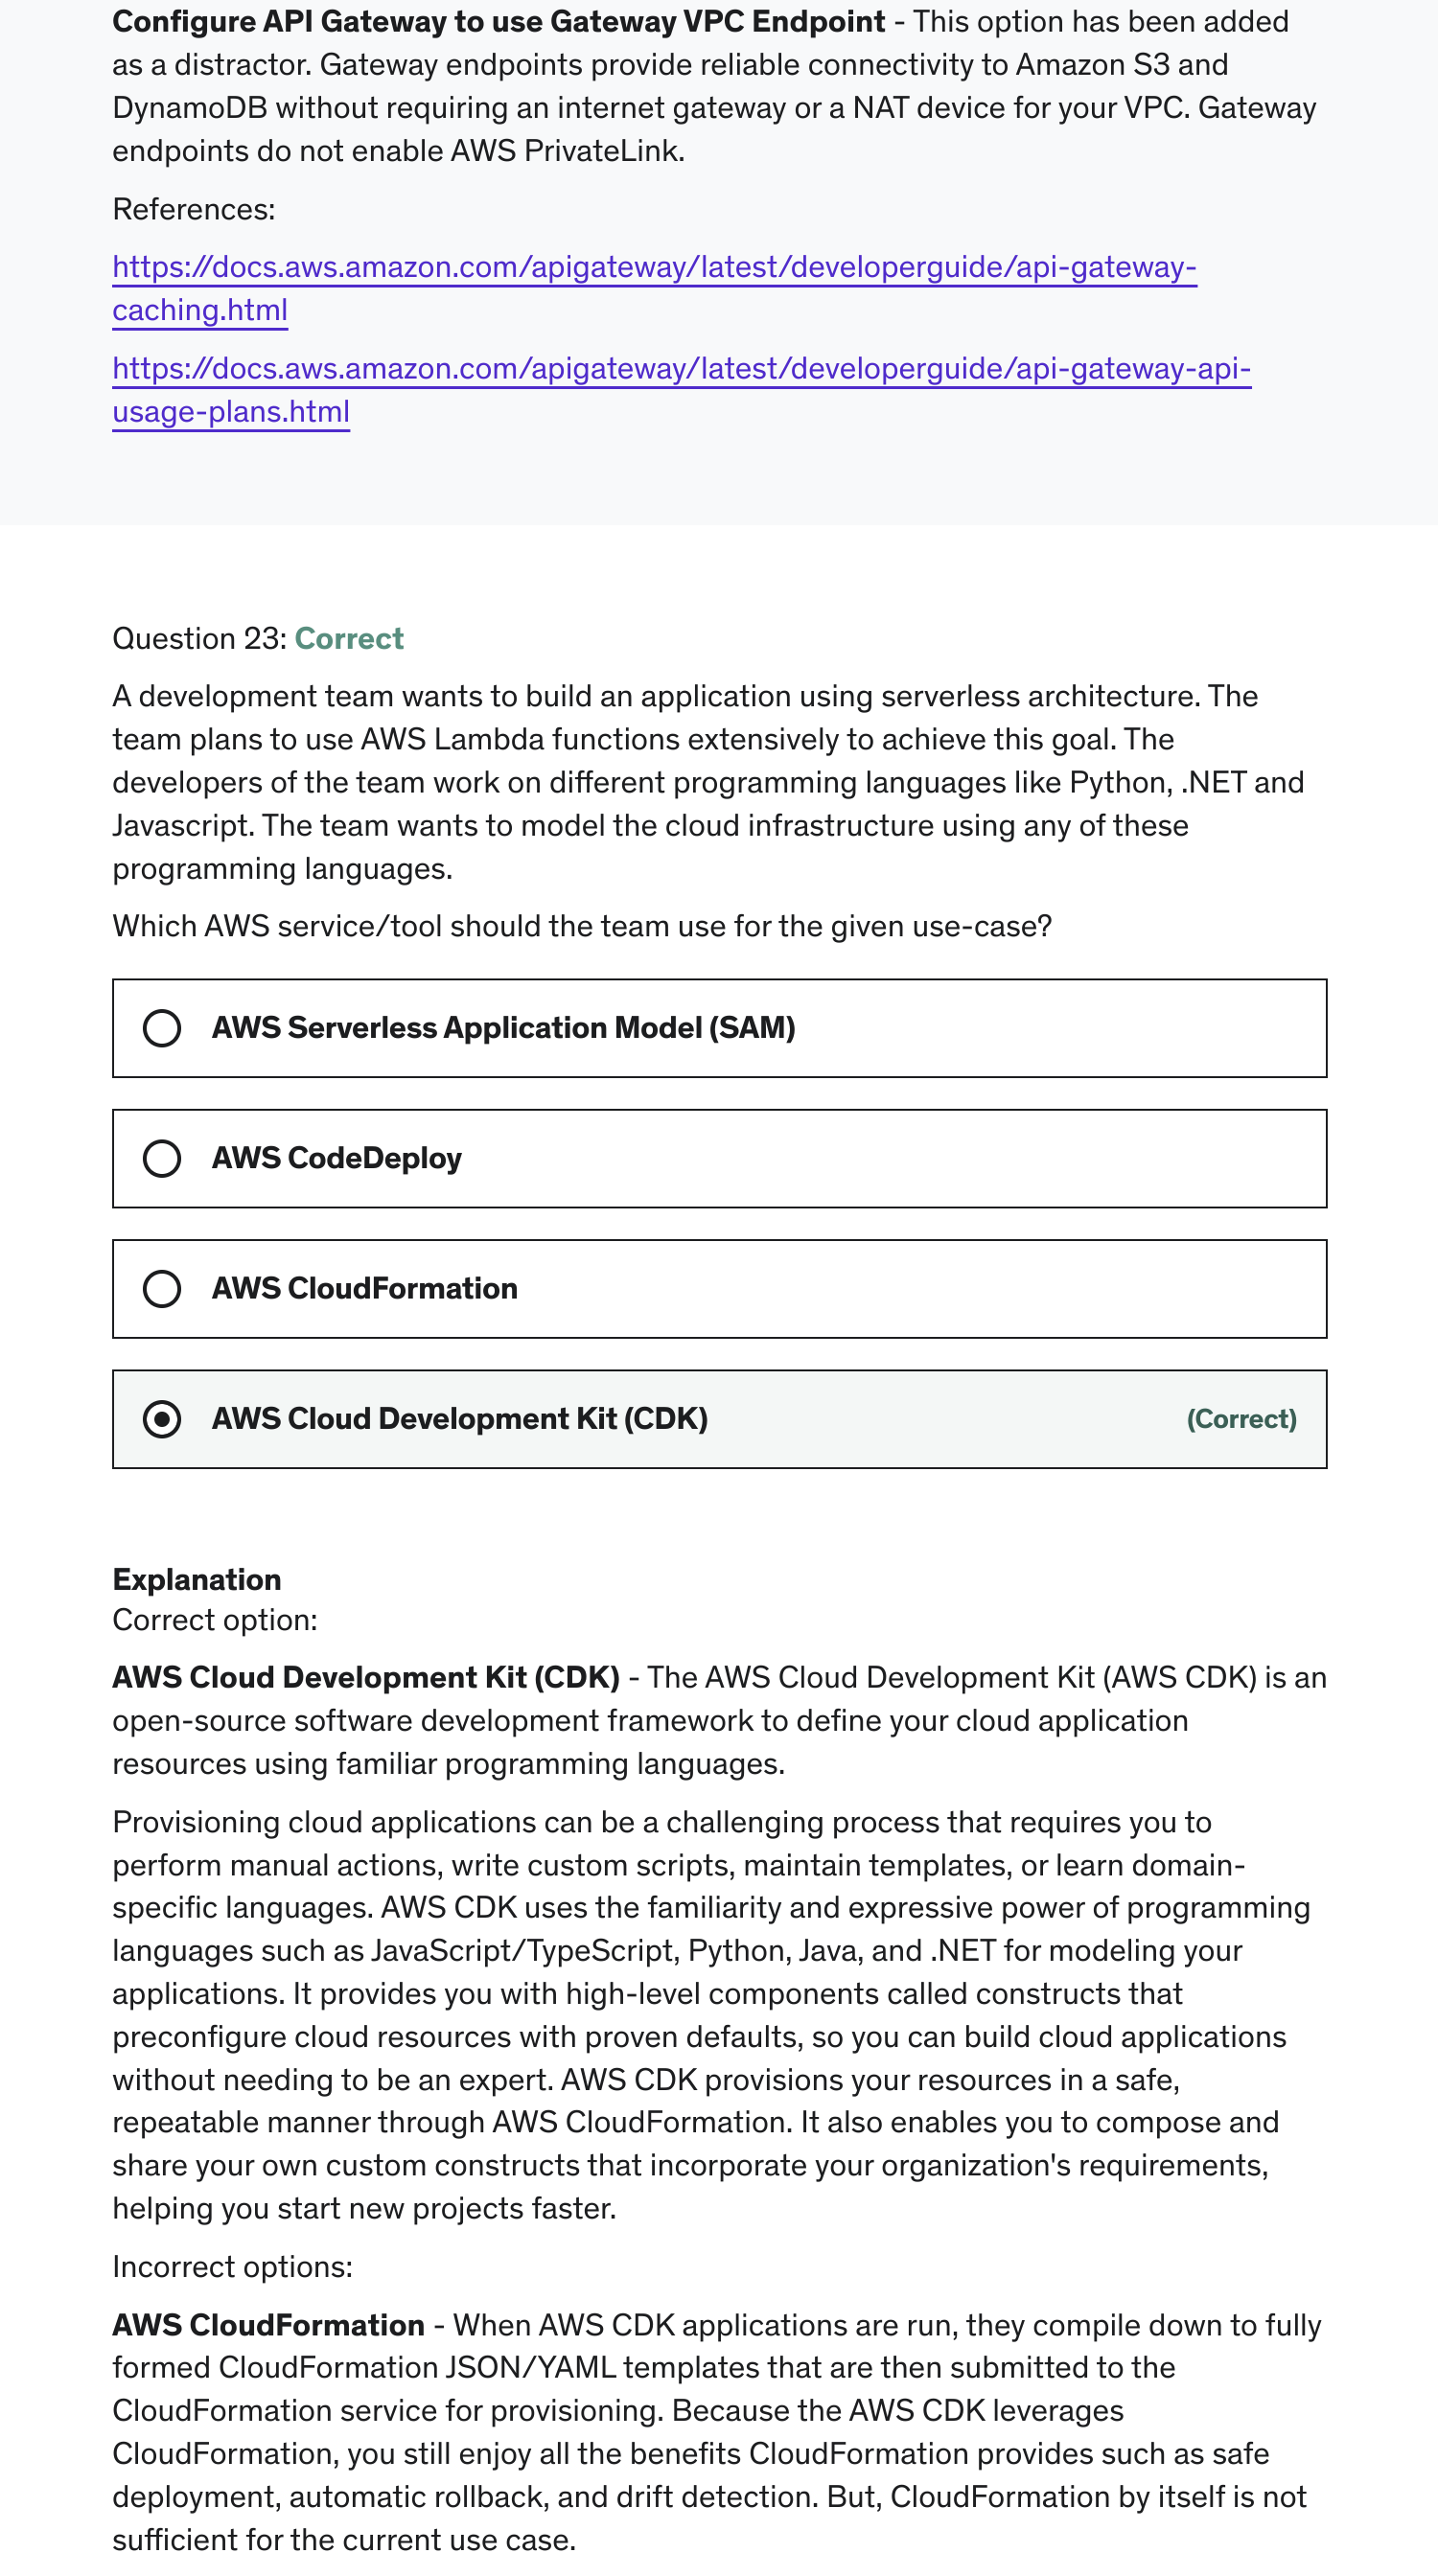 Configure API Gateway to use Gateway VPC Endpoint - This option has been added
as a distractor. Gateway endpoints provide reliable connectivity to Amazon S3 and
DynamoDB without requiring an internet gateway or a NAT device for your VPC. Gateway
endpoints do not enable AWS PrivateLink.
References:
https://docs.aws.amazon.com/apigateway/latest/developerguide/api-gateway-
caching.html
https://docs.aws.amazon.com/apigateway/latest/developerguide/api-gateway-api-
usage-plans.html
Question 23: Correct
A development team wants to build an application using serverless architecture. The
team plans to use AWS Lambda functions extensively to achieve this goal. The
developers of the team work on different programming languages like Python, .NET and
Javascript. The team wants to model the cloud infrastructure using any of these
programming languages.
Which AWS service/tool should the team use for the given use-case?
AWS Serverless Application Model (SAM)
AWS CodeDeploy
AWS CloudFormation
AWS Cloud Development Kit (CDK) (Correct)
Explanation
Correct option:
AWS Cloud Development Kit (CDK) - The AWS Cloud Development Kit (AWS CDK) is an
open-source software development framework to define your cloud application
resources using familiar programming languages.
Provisioning cloud applications can be a challenging process that requires you to
perform manual actions, write custom scripts, maintain templates, or learn domain-
specific languages. AWS CDK uses the familiarity and expressive power of programming
languages such as JavaScript/TypeScript, Python, Java, and .NET for modeling your
applications. It provides you with high-level components called constructs that
preconfigure cloud resources with proven defaults, so you can build cloud applications
without needing to be an expert. AWS CDK provisions your resources in a safe,
repeatable manner through AWS CloudFormation. It also enables you to compose and
share your own custom constructs that incorporate your organization's requirements,
helping you start new projects faster.
Incorrect options:
AWS CloudFormation - When AWS CDK applications are run, they compile down to fully
formed CloudFormation JSON/YAML templates that are then submitted to the
CloudFormation service for provisioning. Because the AWS CDK leverages
CloudFormation, you still enjoy all the benefits CloudFormation provides such as safe
deployment, automatic rollback, and drift detection. But, CloudFormation by itself is not
sufficient for the current use case.